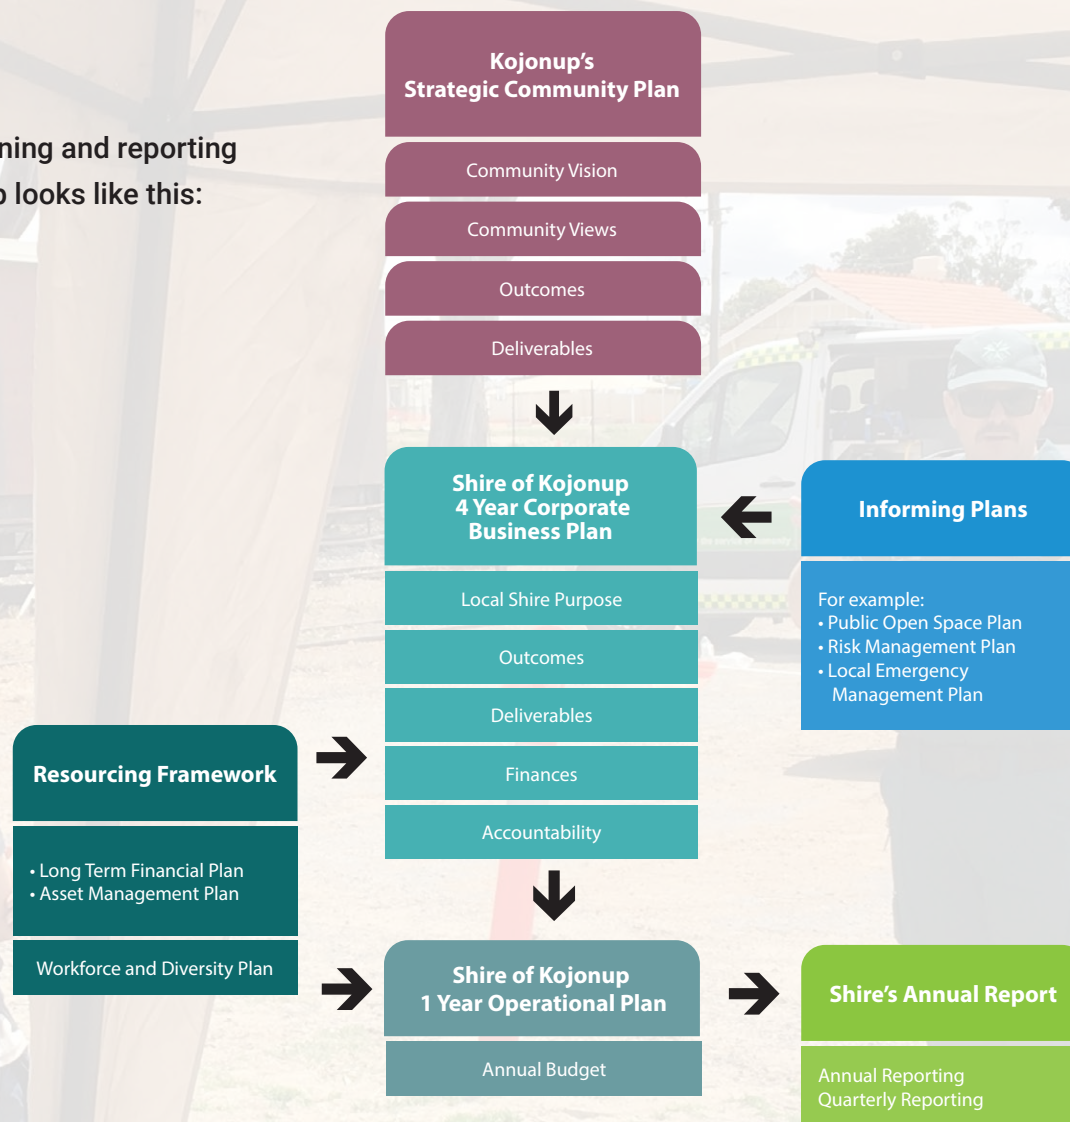 Kojonup's
Strategic Community Plan
ning and reporting
looks like this:
Community Vision
Community Views
Outcomes
Deliverables
Shire of Kojonup
4 Year Corporate
Business Plan
Informing Plans
Local Shire Purpose
Outcomes
Deliverables
Finances
Accountability
For example:
• Public Open Space Plan
• Risk Management Plan
• Local Emergency
Management Plan
Resourcing Framework
• Long Term Financial Plan
• Asset Management Plan
Workforce and Diversity Plan
Shire of Kojonup
1 Year Operational Plan
Annual Budget
Shire's Annual Report
Annual Reporting
Quarterly Reporting